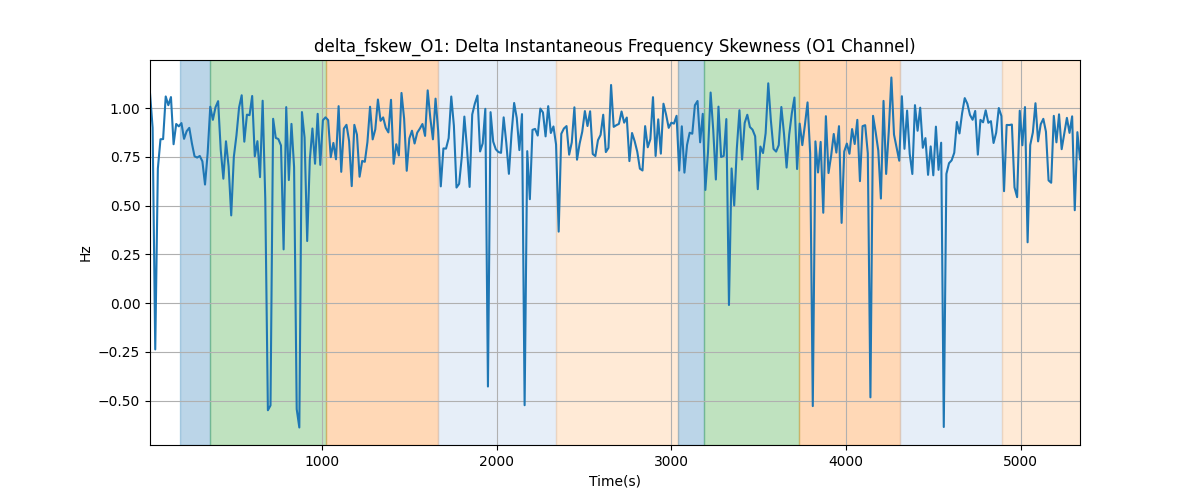 delta_fskew_O1: Delta Instantaneous Frequency Skewness (O1 Channel)
Hz
1.00
0.75
0.50
0.25
0.00
−0.25
−0.50
1000 2000 3000 4000 5000
Time(s)